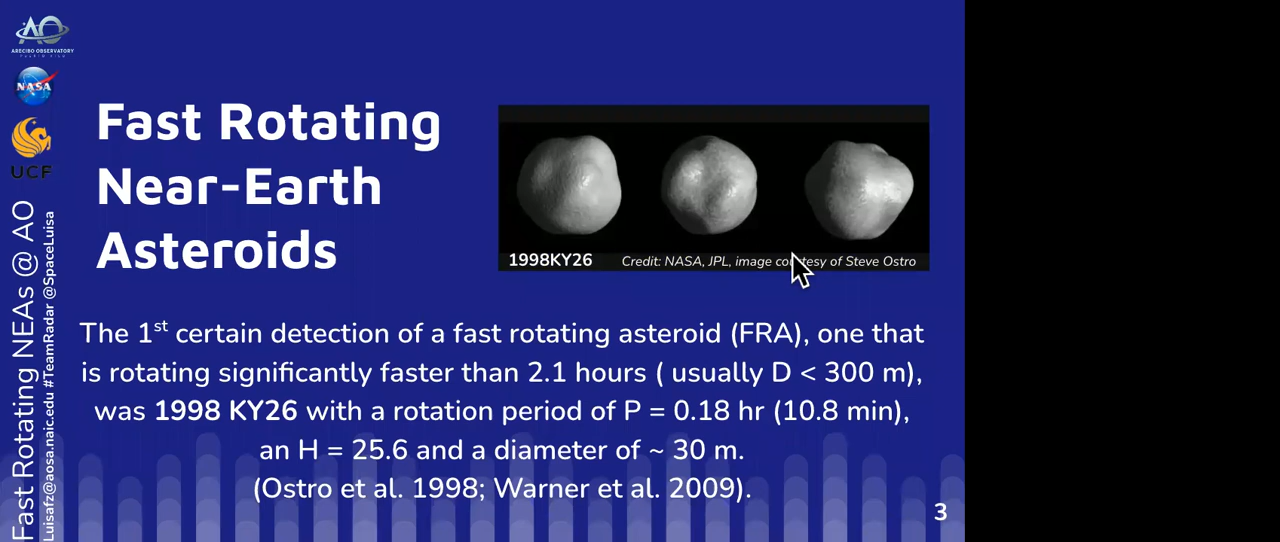 AO
ARECIBO OBSERVATORY
PUERTO RICO
NASA
UCF
Fast Rotating NEAs @ AO
Luisafz@aosa.naic.edu #TeamRadar @SpaceLuisa
Fast Rotating
Near-Earth
Asteroids
1998KY26 Credit: NASA, JPL, image courtesy of Steve Ostro
The 1st certain detection of a fast rotating asteroid (FRA), one that
is rotating significantly faster than 2.1 hours ( usually D < 300 m),
was 1998 KY26 with a rotation period of P = 0.18 hr (10.8 min),
an H = 25.6 and a diameter of ~ 30 m.
(Ostro et al. 1998; Warner et al. 2009).
3